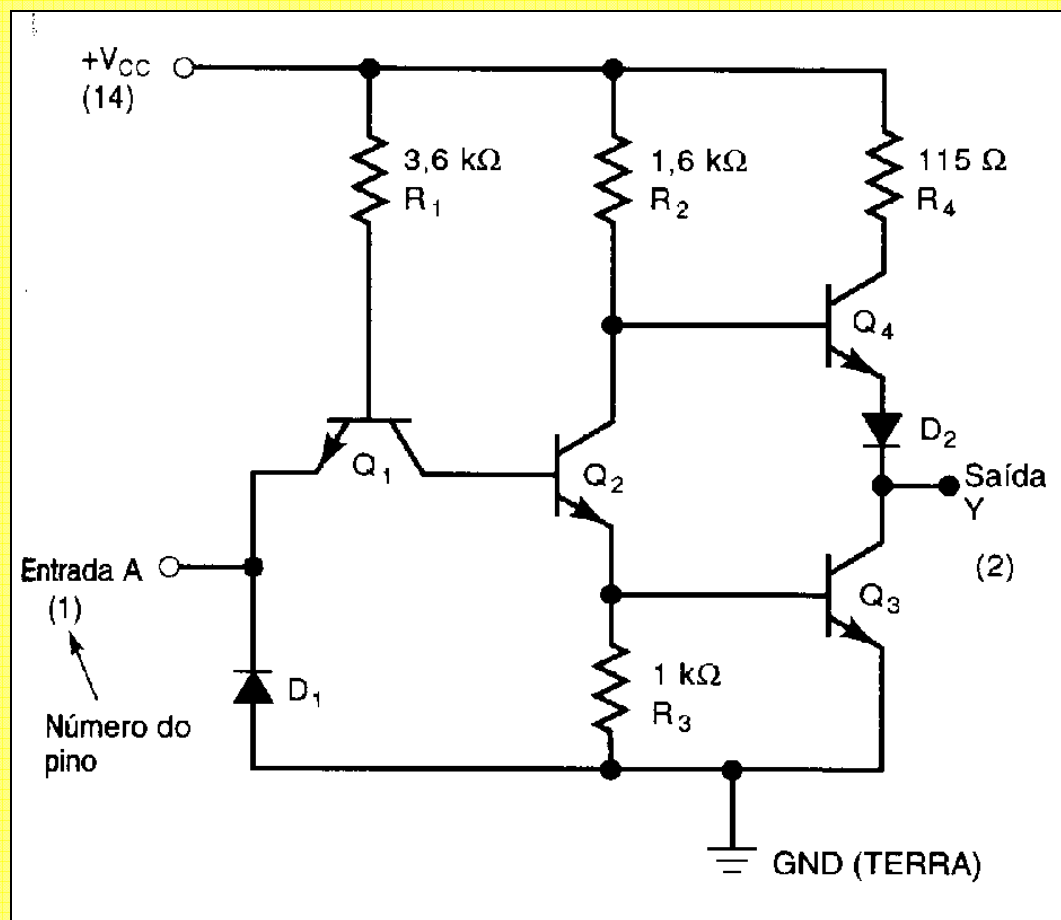 +VCC
(14)
3,6 kΩ
R1
1,6 kΩ
R2
115 Ω
R4
Q4
D2
Q1
Q2
Saída
Y
(2)
Entrada A
(1)
Q3
D1
1 kΩ
R3
Número do
pino
GND (TERRA)